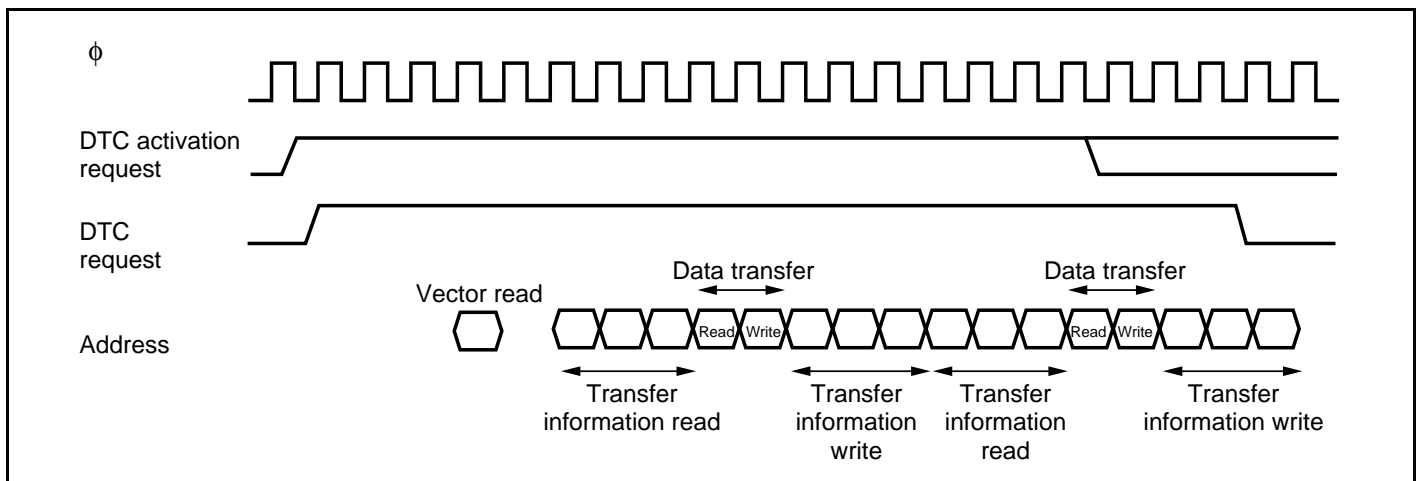 ϕ
DTC activation
request
DTC
request
Data transfer
Data transfer
Vector read
Address
Read
Write
Read
Write
Transfer
information read
Transfer
information
write
Transfer
information
read
Transfer
information write